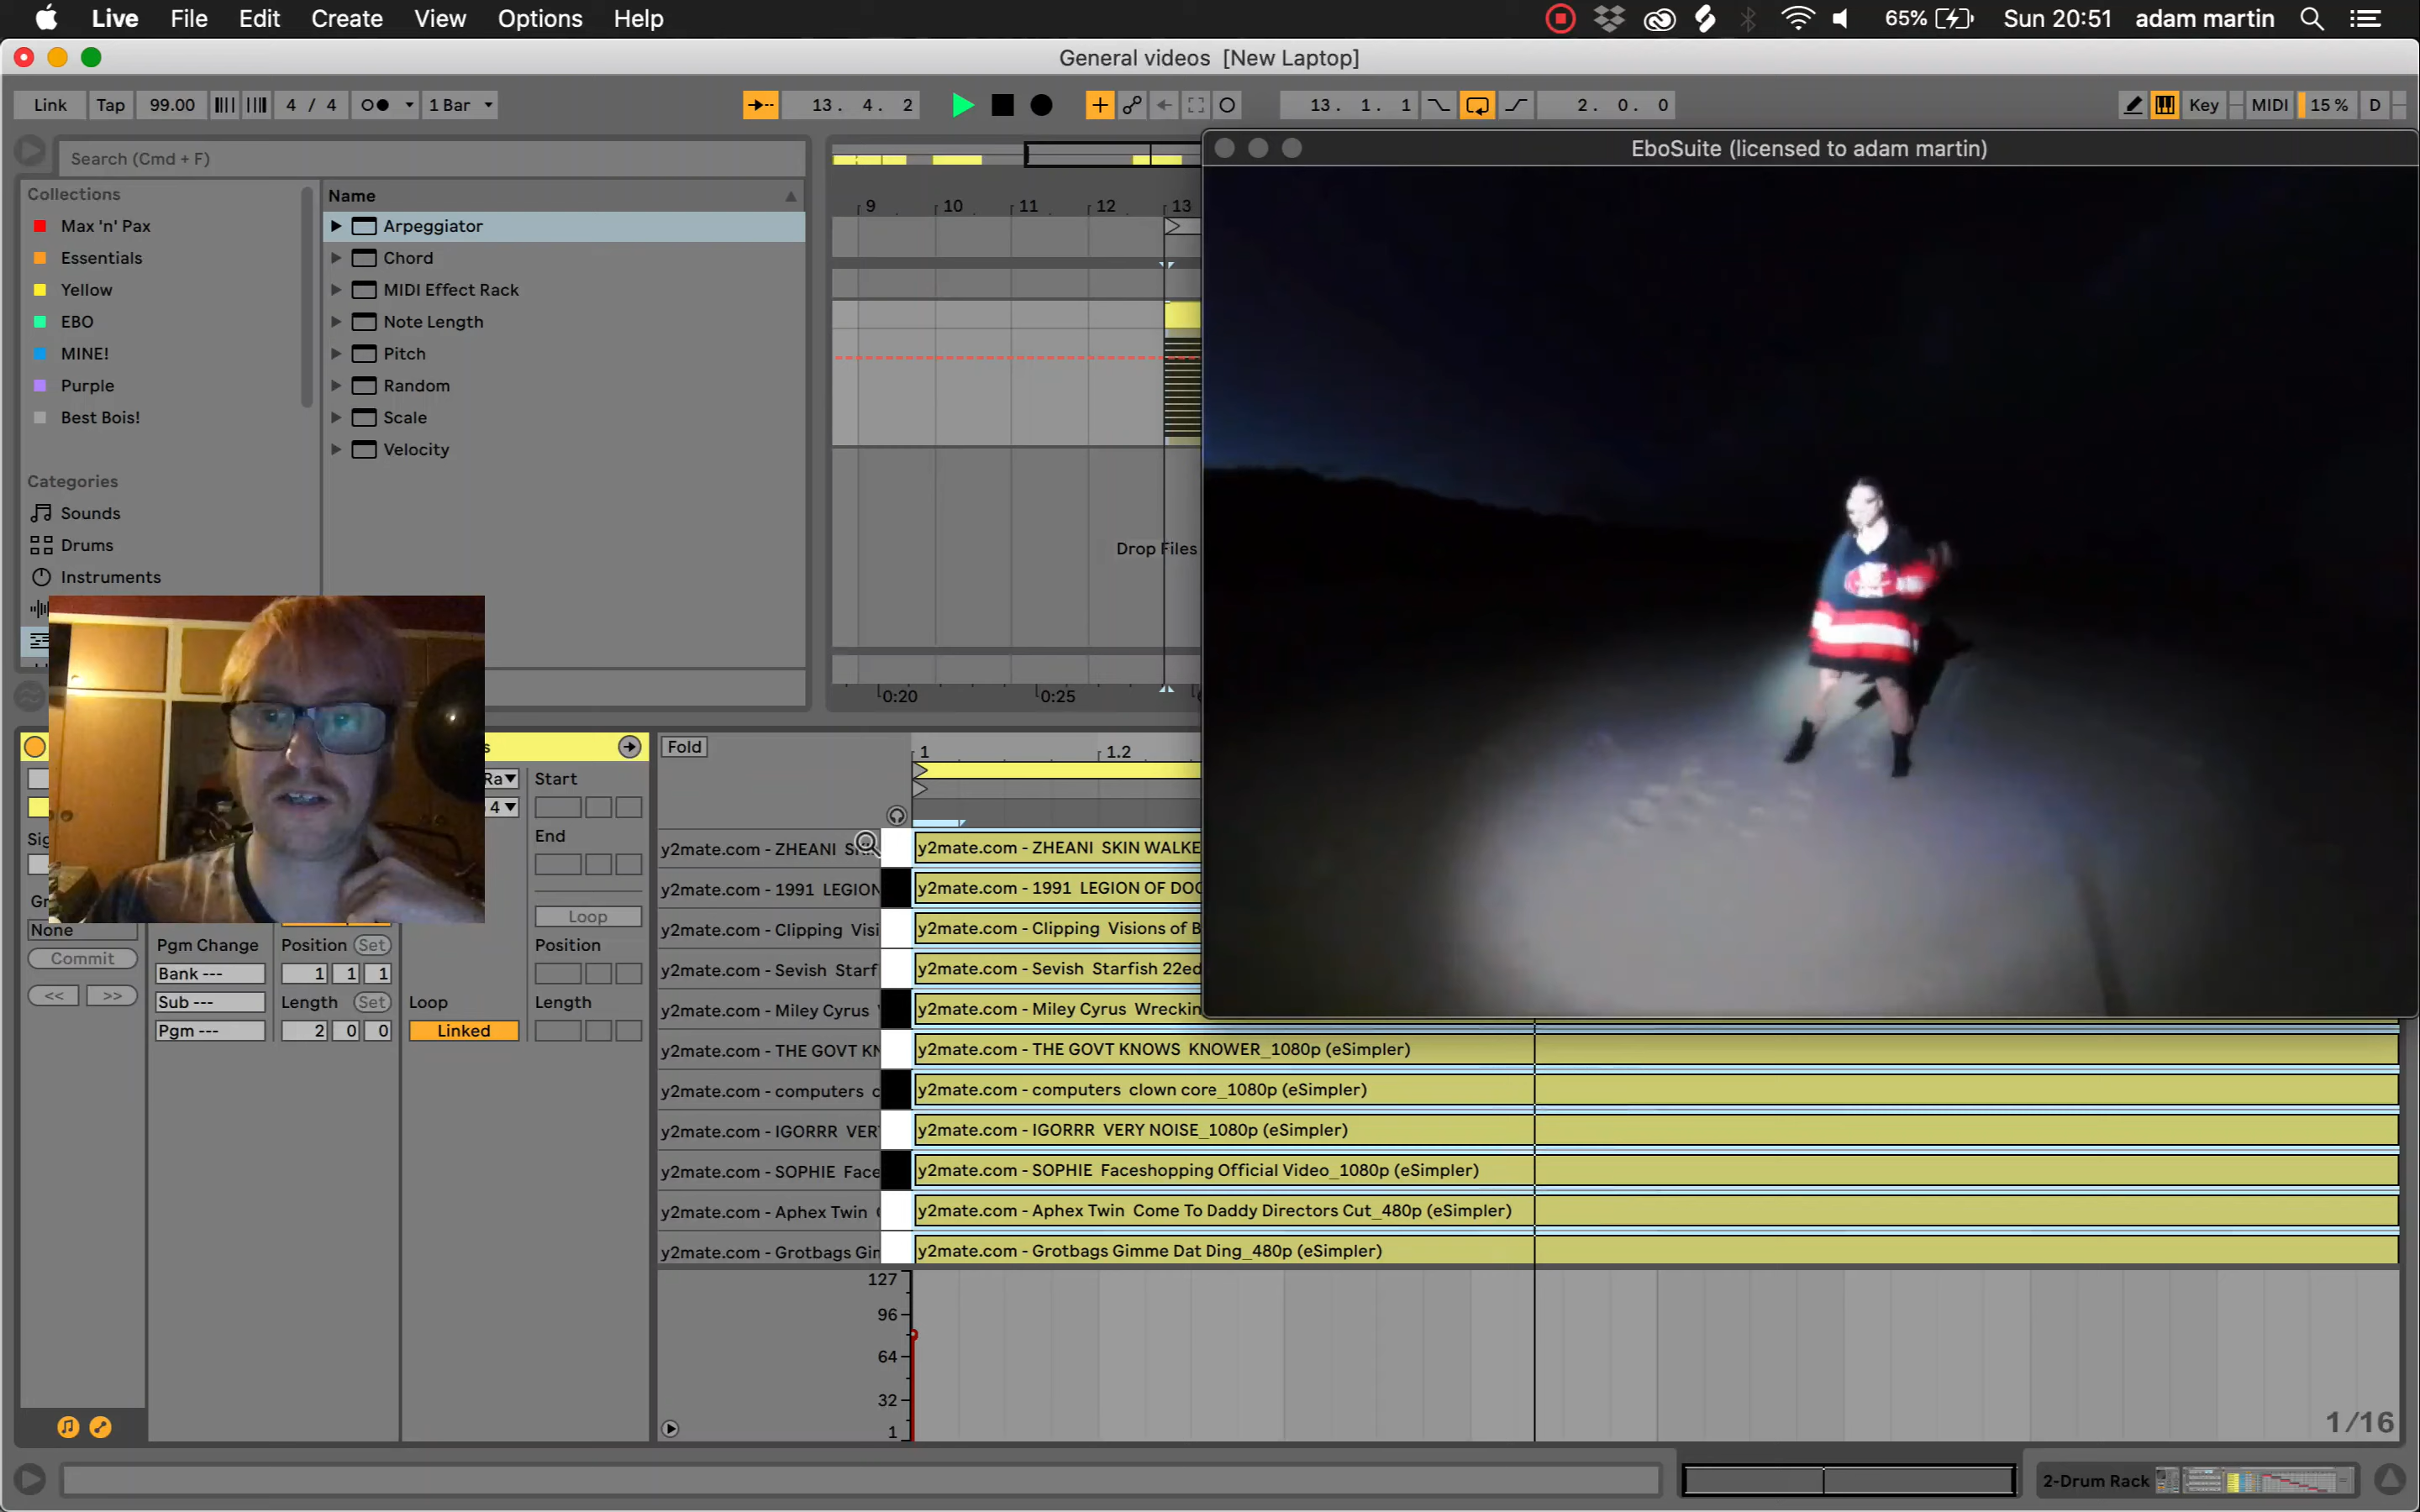 Live File Edit Create View Options Help 65% Sun 20:51 adam martin
General videos [New Laptop]
Link Tap 99.00 4 / 4 1 Bar 13. 4. 2 13. 1. 1 2. 0. 0 Key MIDI 15 % D
Search (Cmd + F)
Collections
Max 'n' Pax
Essentials
Yellow
EBO
MINE!
Purple
Best Bois!
Categories
Sounds
Drums
Instruments
Name
Arpeggiator
Chord
MIDI Effect Rack
Note Length
Pitch
Random
Scale
Velocity
9 10 11 12 13
Drop Files
0:20 0:25
EboSuite (licensed to adam martin)
s
Ra
4
Sig
Gr
None
Commit
<< >>
Pgm Change
Bank ---
Sub ---
Pgm ---
Position Set
1 1 1
Length Set
2 0 0
Loop
Linked
Start
End
Loop
Position
Length
Fold
1 1.2
y2mate.com - ZHEANI y2mate.com - ZHEANI SKIN WALKE
y2mate.com - 1991 LEGION y2mate.com - 1991 LEGION OF DOO
y2mate.com - Clipping Visi y2mate.com - Clipping Visions of B
y2mate.com - Sevish Starf y2mate.com - Sevish Starfish 22ed
y2mate.com - Miley Cyrus y2mate.com - Miley Cyrus Wreckin
y2mate.com - THE GOVT KN y2mate.com - THE GOVT KNOWS KNOWER_1080p (eSimpler)
y2mate.com - computers c y2mate.com - computers clown core_1080p (eSimpler)
y2mate.com - IGORRR VER y2mate.com - IGORRR VERY NOISE_1080p (eSimpler)
y2mate.com - SOPHIE Face y2mate.com - SOPHIE Faceshopping Official Video_1080p (eSimpler)
y2mate.com - Aphex Twin y2mate.com - Aphex Twin Come To Daddy Directors Cut_480p (eSimpler)
y2mate.com - Grotbags Gir y2mate.com - Grotbags Gimme Dat Ding_480p (eSimpler)
127
96
64
32
1
1/16
2-Drum Rack